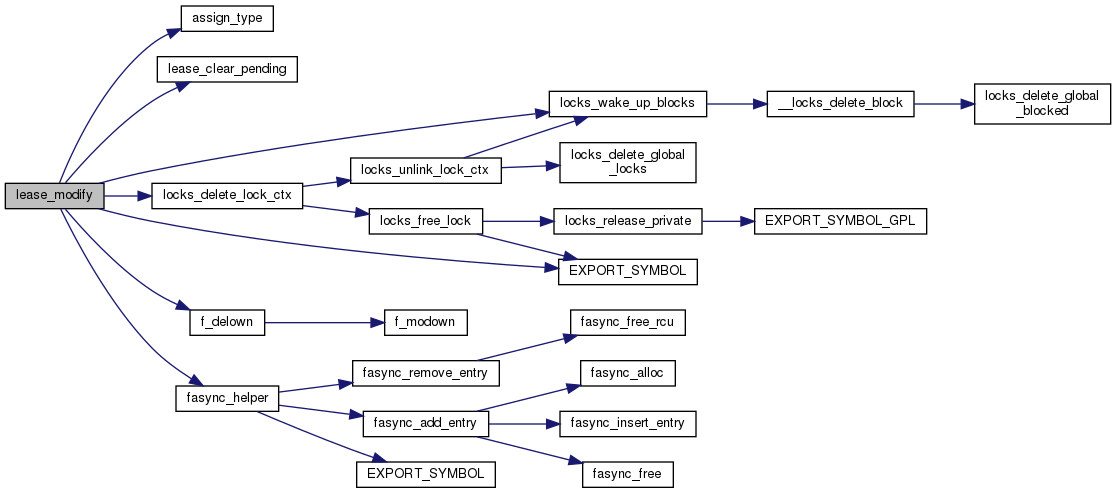 assign_type
lease_clear_pending
locks_wake_up_blocks
__locks_delete_block
locks_delete_global
_blocked
locks_unlink_lock_ctx
locks_delete_global
_locks
lease_modify
locks_delete_lock_ctx
locks_free_lock
locks_release_private
EXPORT_SYMBOL_GPL
EXPORT_SYMBOL
f_delown
f_modown
fasync_free_rcu
fasync_remove_entry
fasync_alloc
fasync_helper
fasync_add_entry
fasync_insert_entry
EXPORT_SYMBOL
fasync_free